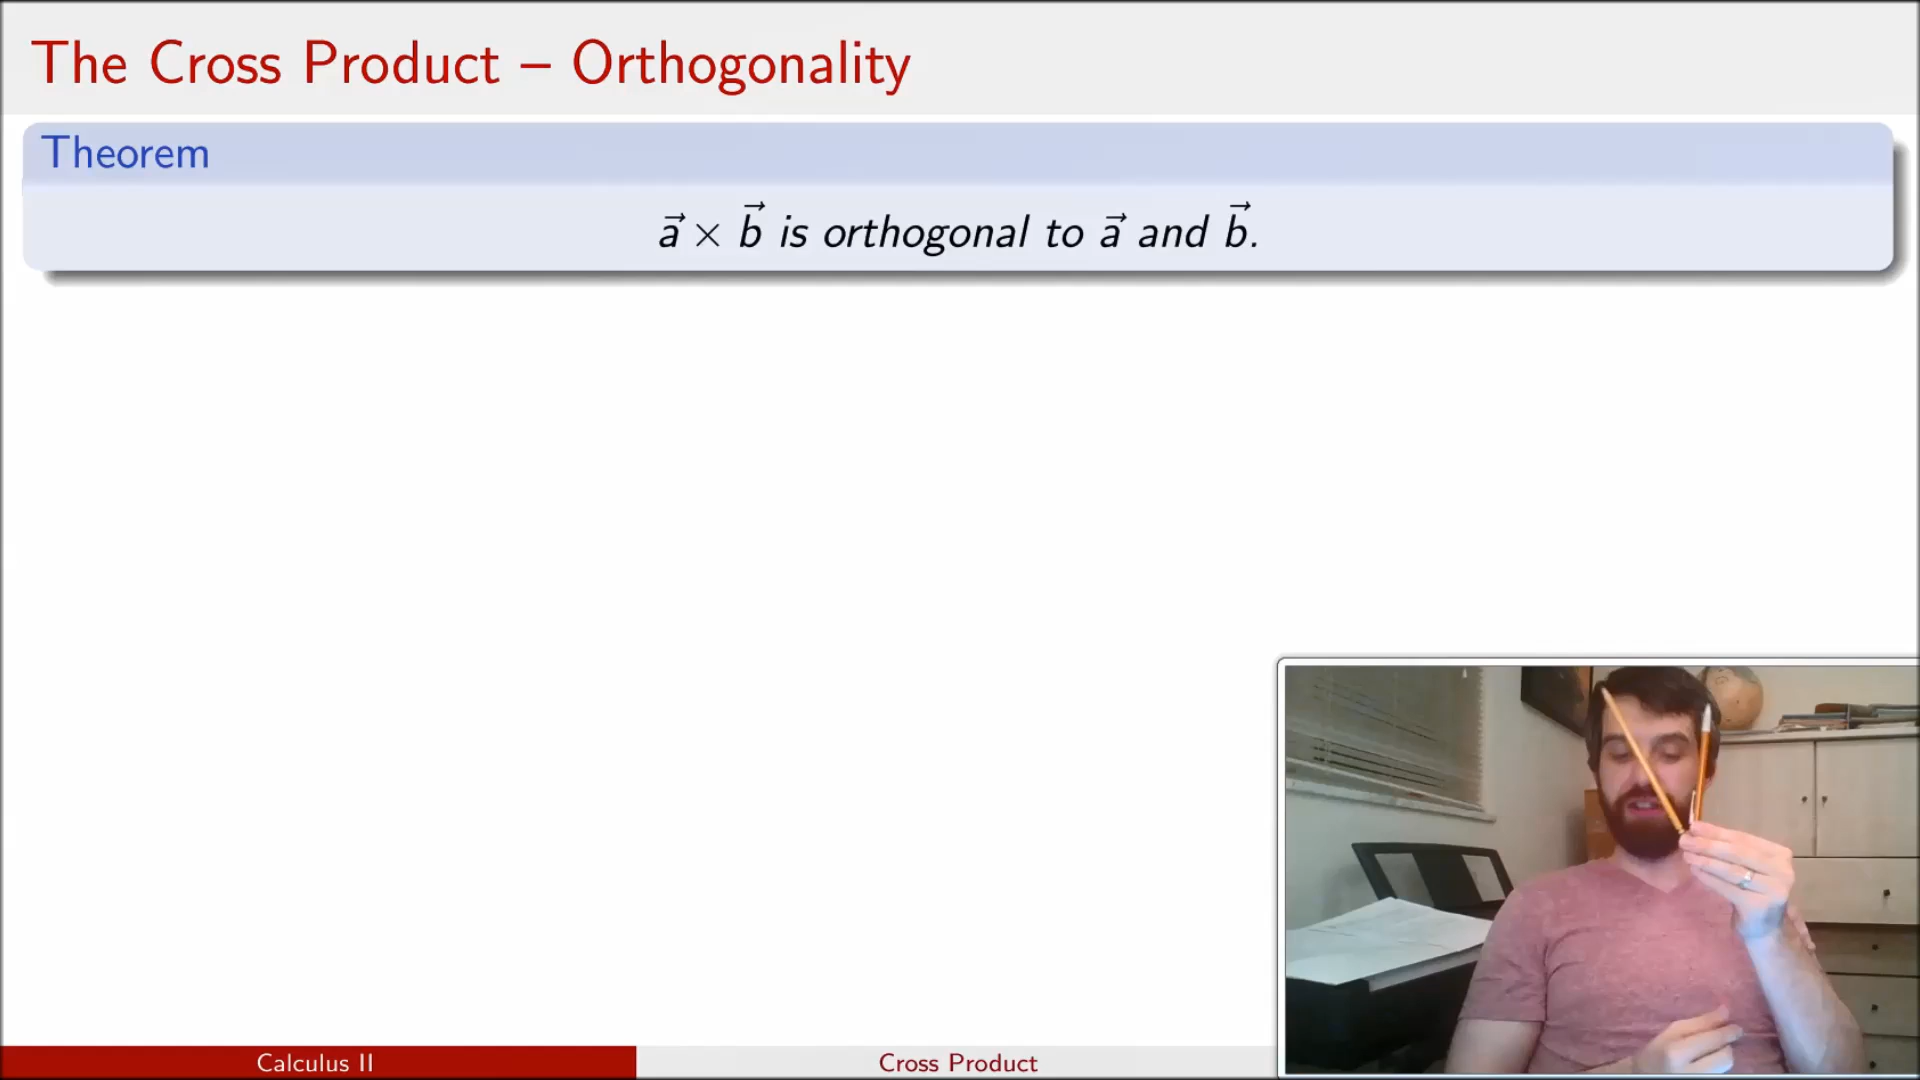 The Cross Product – Orthogonality
Theorem
a⃗ × b⃗ is orthogonal to a⃗ and b⃗.
Calculus II
Cross Product